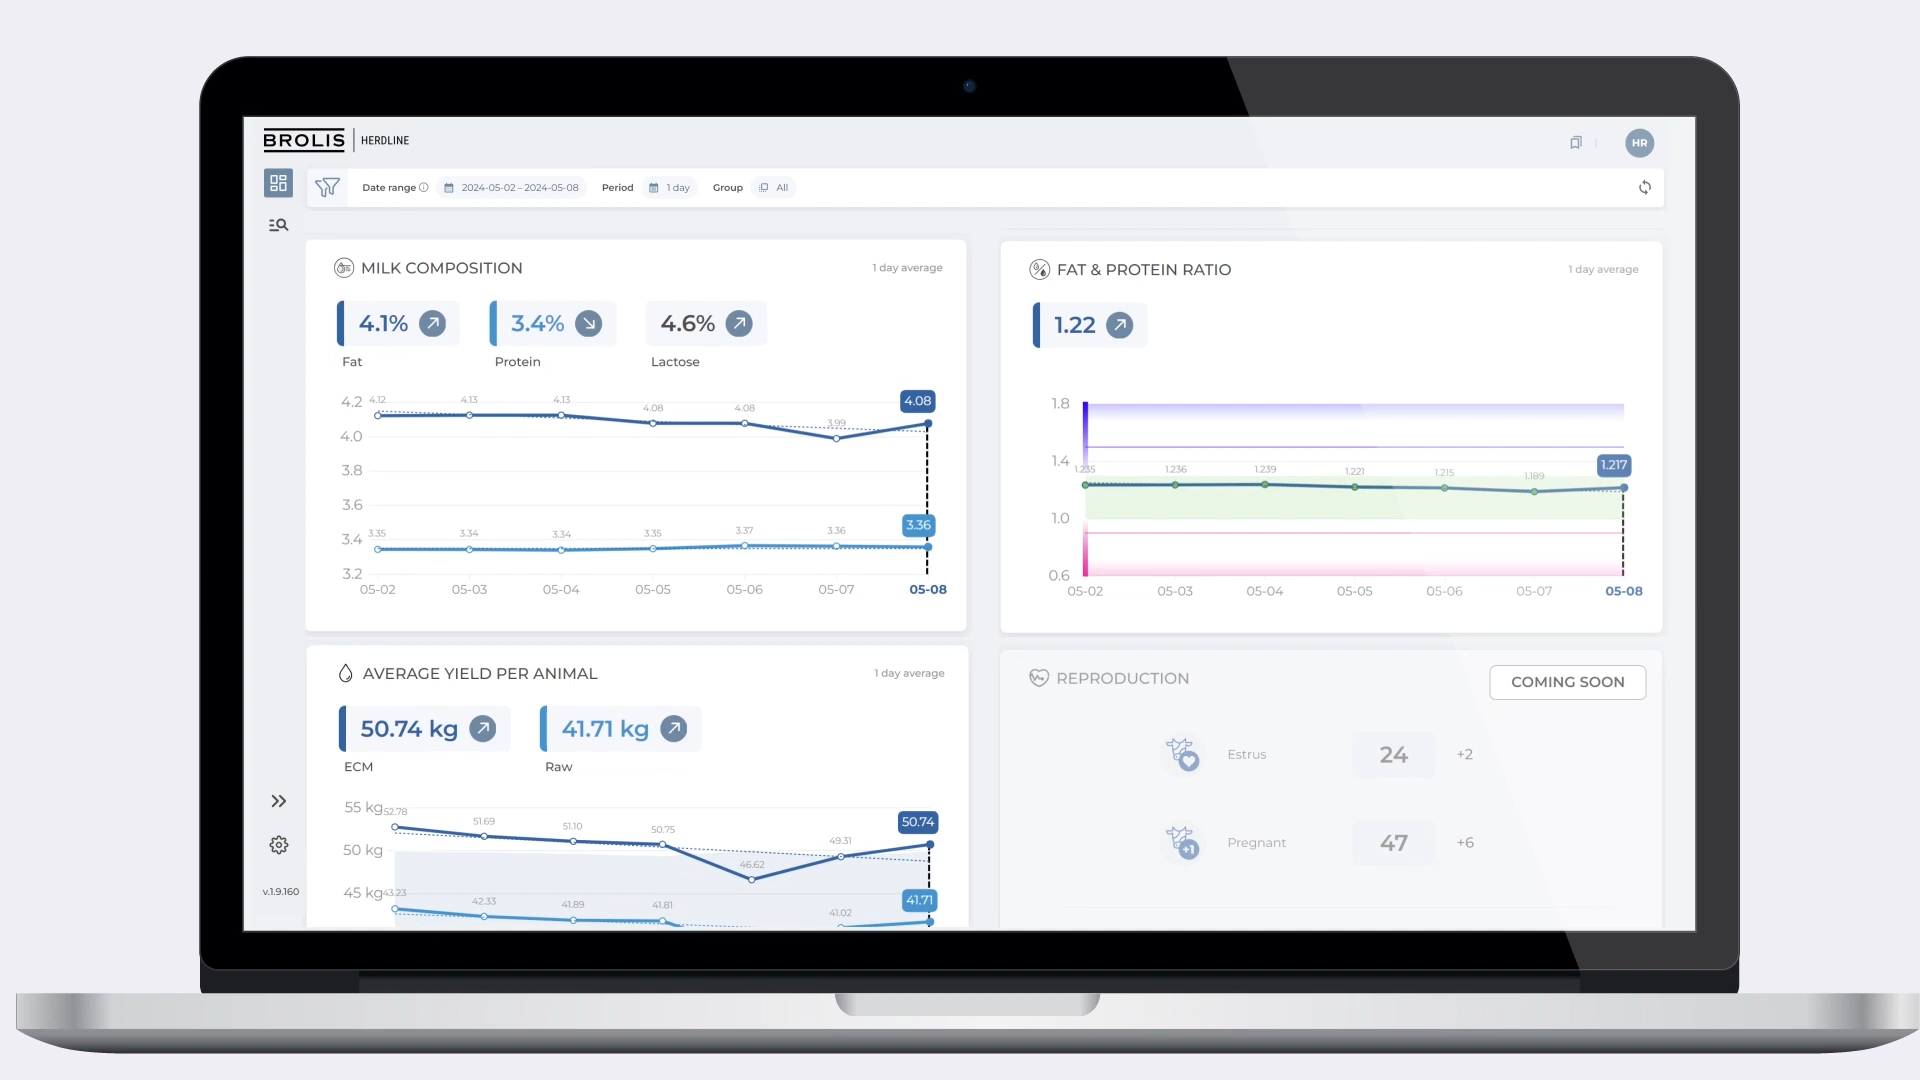 BROLIS HERDLINE
HR
Date range 2024-05-02 – 2024-05-08 Period 1 day Group All
MILK COMPOSITION 1 day average
4.1% 3.4% 4.6%
Fat Protein Lactose
4.2 4.12 4.13 4.13 4.08 4.08 3.99 4.08
4.0
3.8
3.6
3.4 3.35 3.34 3.34 3.35 3.37 3.36 3.36
3.2
05-02 05-03 05-04 05-05 05-06 05-07 05-08
FAT & PROTEIN RATIO 1 day average
1.22
1.8
1.4 1.235 1.236 1.239 1.221 1.215 1.189 1.217
1.0
0.6
05-02 05-03 05-04 05-05 05-06 05-07 05-08
AVERAGE YIELD PER ANIMAL 1 day average
50.74 kg 41.71 kg
ECM Raw
55 kg 52.78 51.69 51.10 50.75 46.62 49.31 50.74
50 kg
45 kg 43.23 42.33 41.89 41.81 41.02 41.71
REPRODUCTION COMING SOON
Estrus 24 +2
+1 Pregnant 47 +6
v.1.9.160